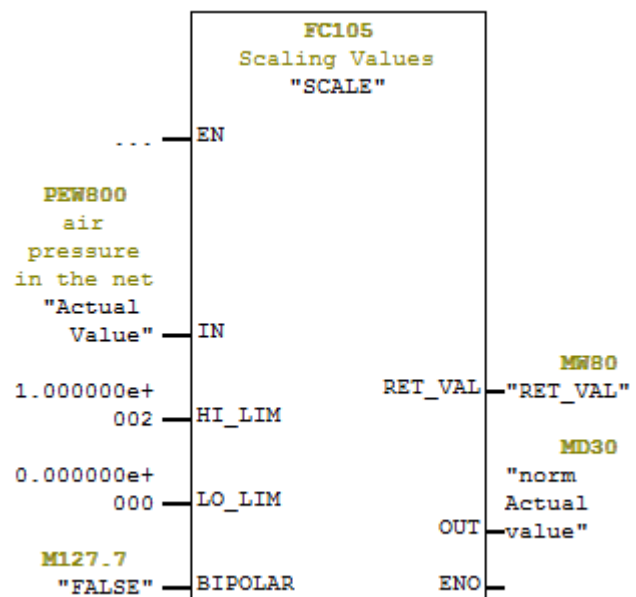 FC105
Scaling Values
"SCALE"
... EN
PEW800
air
pressure
in the net
"Actual
Value" IN
MW80
1.000000e+ RET_VAL "RET_VAL"
002 HI_LIM
MD30
0.000000e+ "norm
000 LO_LIM Actual
OUT value"
M127.7
"FALSE" BIPOLAR ENO